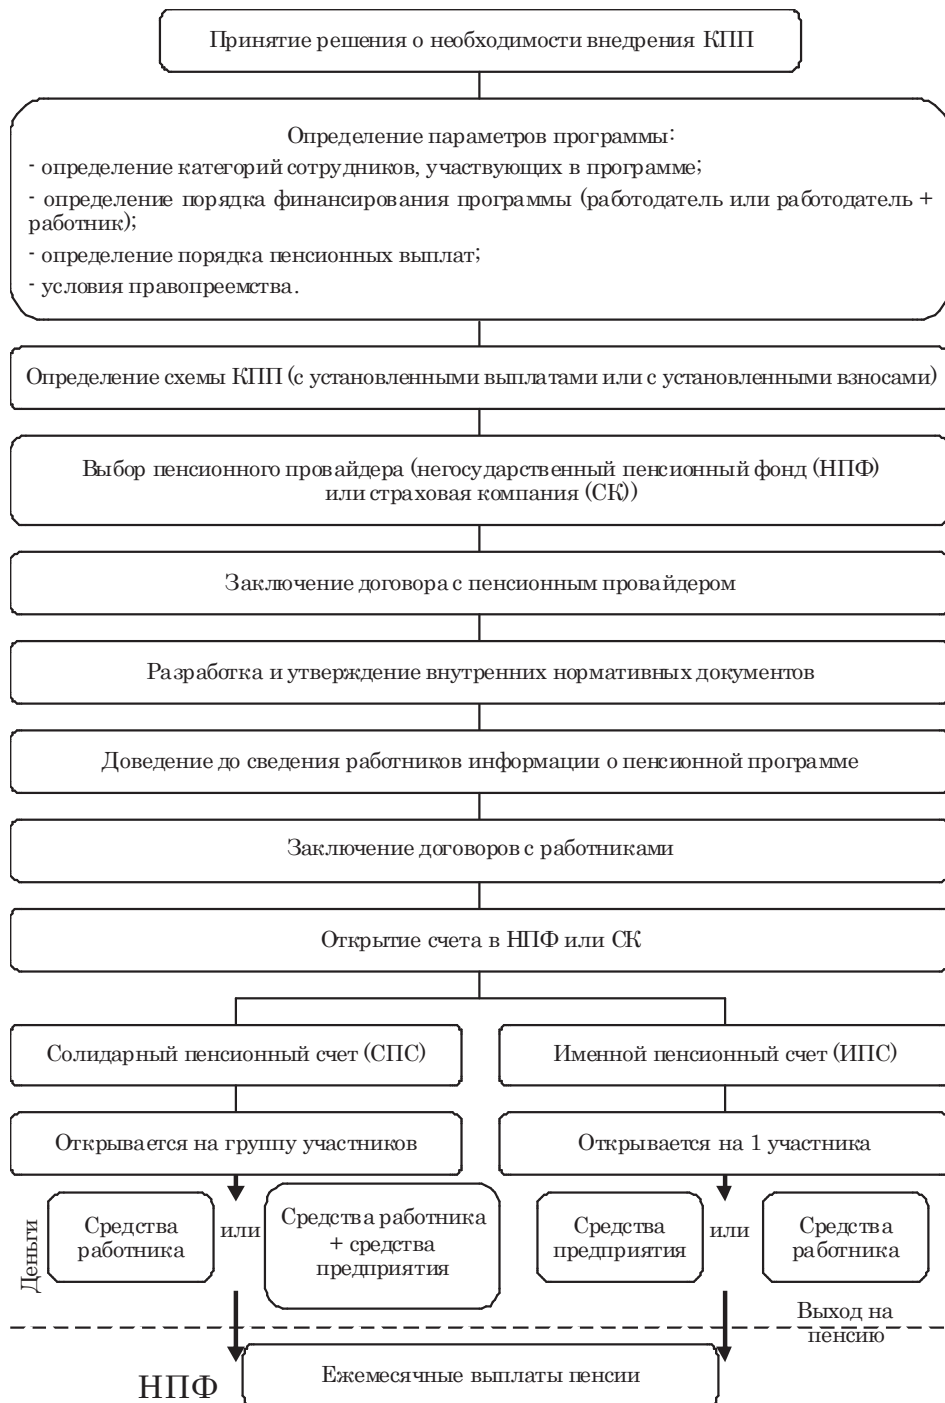 Принятие решения о необходимости внедрения КПП
Определение параметров программы:
- определение категорий сотрудников, участвующих в программе;
- определение порядка финансирования программы (работодатель или работодатель +
работник);
- определение порядка пенсионных выплат;
- условия правопреемства.
Определение схемы КПП (с установленными выплатами или с установленными взносами)
Выбор пенсионного провайдера (негосударственный пенсионный фонд (НПФ)
или страховая компания (СК))
Заключение договора с пенсионным провайдером
Разработка и утверждение внутренних нормативных документов
Доведение до сведения работников информации о пенсионной программе
Заключение договоров с работниками
Открытие счета в НПФ или СК
Солидарный пенсионный счет (СПС)
Именной пенсионный счет (ИПС)
Открывается на группу участников
Открывается на 1 участника
Деньги
Средства
работника
или
Средства работника
+ средства
предприятия
Средства
предприятия
или
Средства
работника
Выход на
пенсию
НПФ
Ежемесячные выплаты пенсии